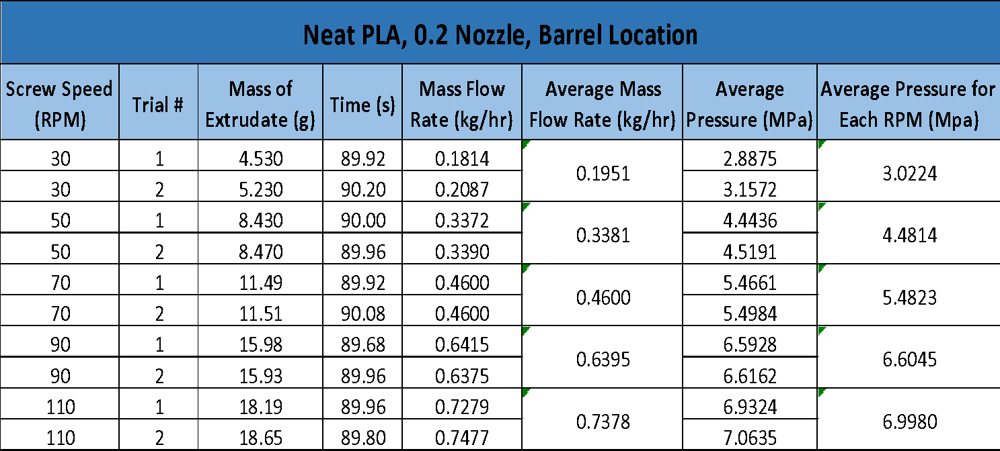 Neat PLA, 0.2 Nozzle, Barrel Location
Screw Speed (RPM) Trial # Mass of Extrudate (g) Time (s) Mass Flow Rate (kg/hr) Average Mass Flow Rate (kg/hr) Average Pressure (MPa) Average Pressure for Each RPM (Mpa)
30 1 4.530 89.92 0.1814 0.1951 2.8875 3.0224
30 2 5.230 90.20 0.2087 3.1572
50 1 8.430 90.00 0.3372 0.3381 4.4436 4.4814
50 2 8.470 89.96 0.3390 4.5191
70 1 11.49 89.92 0.4600 0.4600 5.4661 5.4823
70 2 11.51 90.08 0.4600 5.4984
90 1 15.98 89.68 0.6415 0.6395 6.5928 6.6045
90 2 15.93 89.96 0.6375 6.6162
110 1 18.19 89.96 0.7279 0.7378 6.9324 6.9980
110 2 18.65 89.80 0.7477 7.0635